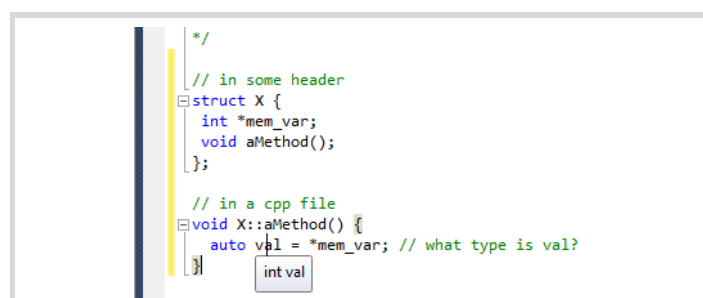 */
// in some header
struct X {
int *mem_var;
void aMethod();
};
// in a cpp file
void X::aMethod() {
auto val = *mem_var; // what type is val?
}
int val